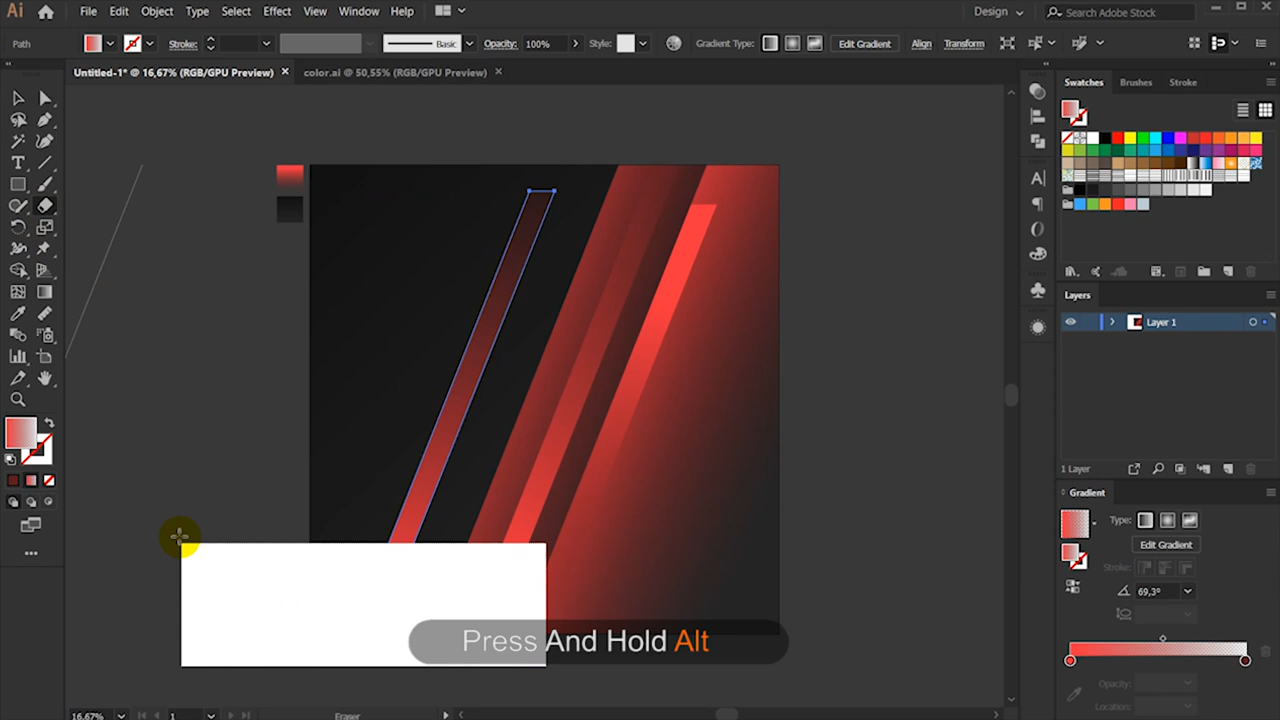 Ai File Edit Object Type Select Effect View Window Help Design Search Adobe Stock
Path Stroke: Basic Opacity: 100% Style: Gradient Type: Edit Gradient Align Transform
Untitled-1* @ 16,67% (RGB/GPU Preview) × color.ai @ 50,55% (RGB/GPU Preview) ×
Swatches Brushes Stroke
Layers
Layer 1
1 Layer
Gradient
Type:
Edit Gradient
Stroke:
69,3°
Opacity:
Location:
Press And Hold Alt
16,67% 1 Eraser